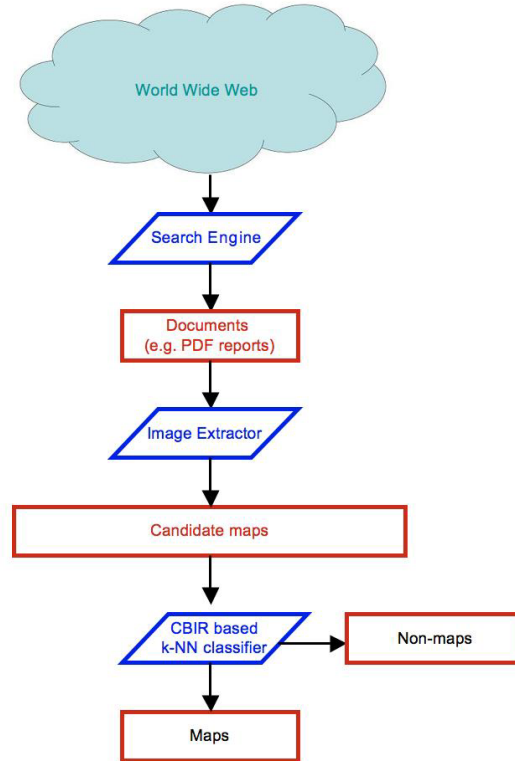 World Wide Web
Search Engine
Documents
(e.g. PDF reports)
Image Extractor
Candidate maps
CBIR based
k-NN classifier
Non-maps
Maps